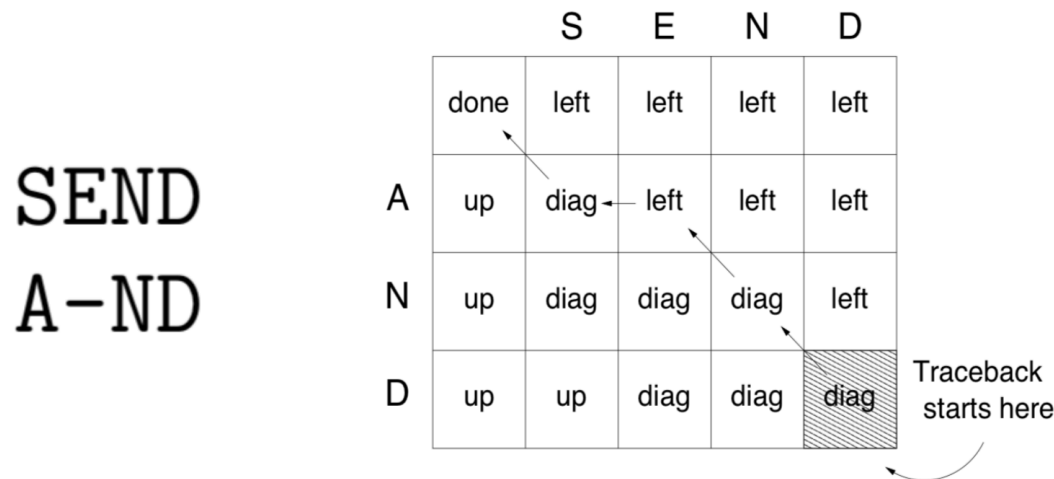 SEND
A-ND
S E N D
done left left left left
A up diag left left left
N up diag diag diag left
D up up diag diag diag
Traceback
starts here